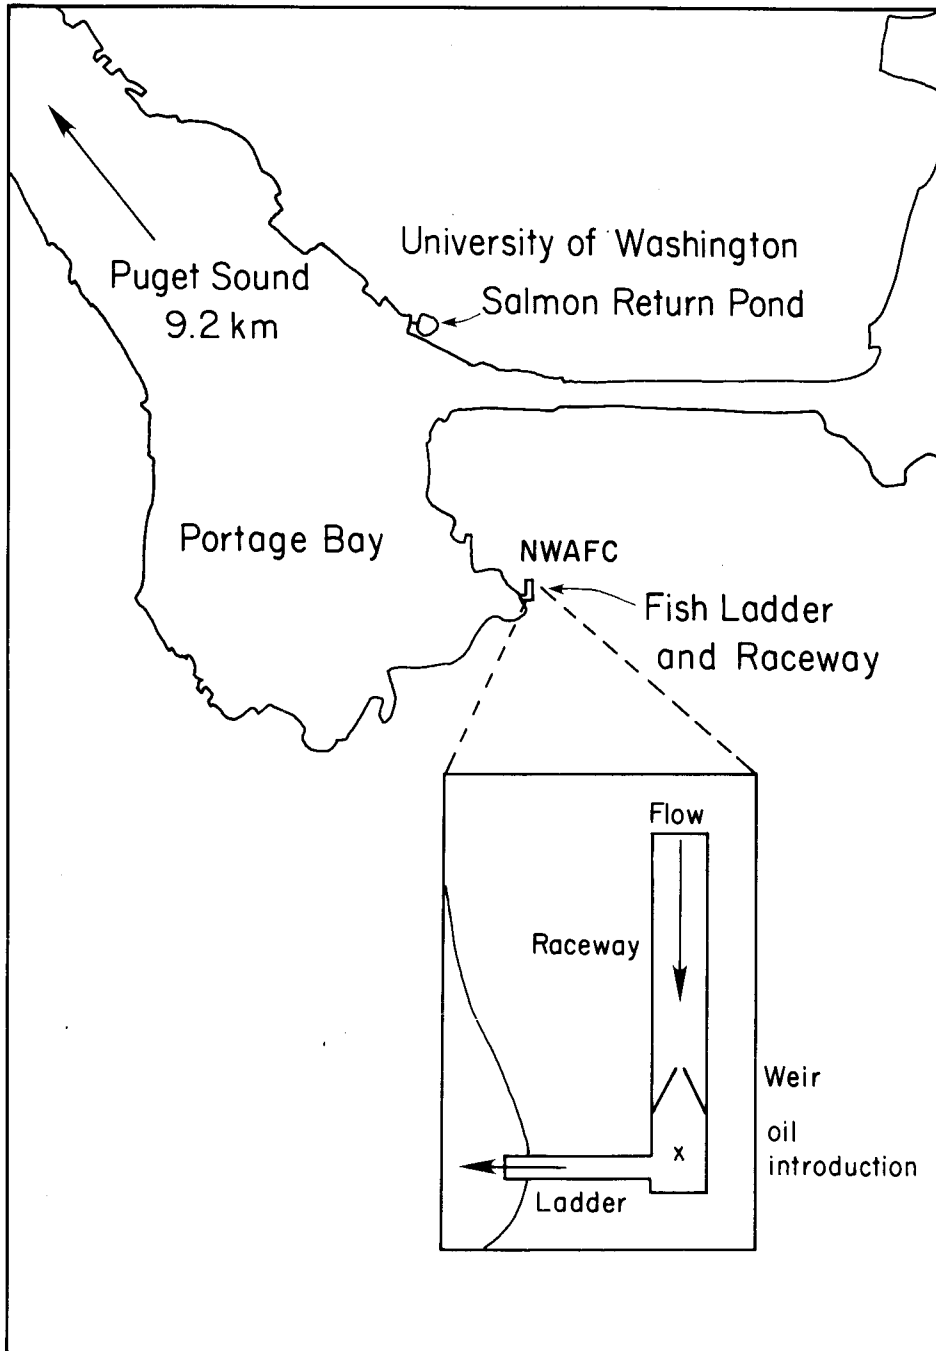 University of Washington
Salmon Return Pond
Puget Sound
9.2 km
Portage Bay
NWAFC
Fish Ladder
and Raceway
Flow
Raceway
Weir
oil
introduction
x
Ladder